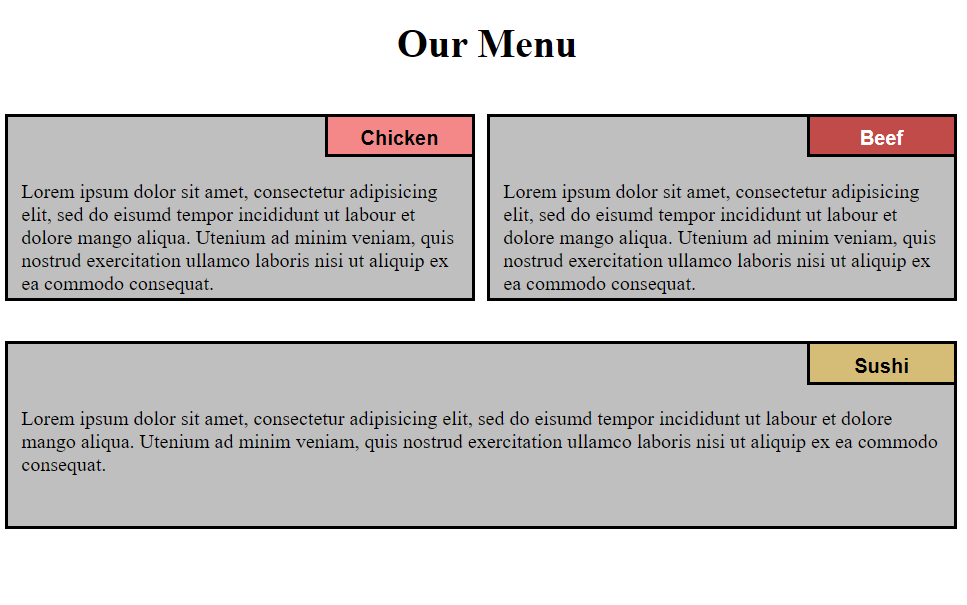 Our Menu
Chicken
Lorem ipsum dolor sit amet, consectetur adipisicing
elit, sed do eisumd tempor incididunt ut labour et
dolore mango aliqua. Utenium ad minim veniam, quis
nostrud exercitation ullamco laboris nisi ut aliquip ex
ea commodo consequat.
Beef
Lorem ipsum dolor sit amet, consectetur adipisicing
elit, sed do eisumd tempor incididunt ut labour et
dolore mango aliqua. Utenium ad minim veniam, quis
nostrud exercitation ullamco laboris nisi ut aliquip ex
ea commodo consequat.
Sushi
Lorem ipsum dolor sit amet, consectetur adipisicing elit, sed do eisumd tempor incididunt ut labour et dolore
mango aliqua. Utenium ad minim veniam, quis nostrud exercitation ullamco laboris nisi ut aliquip ex ea commodo
consequat.